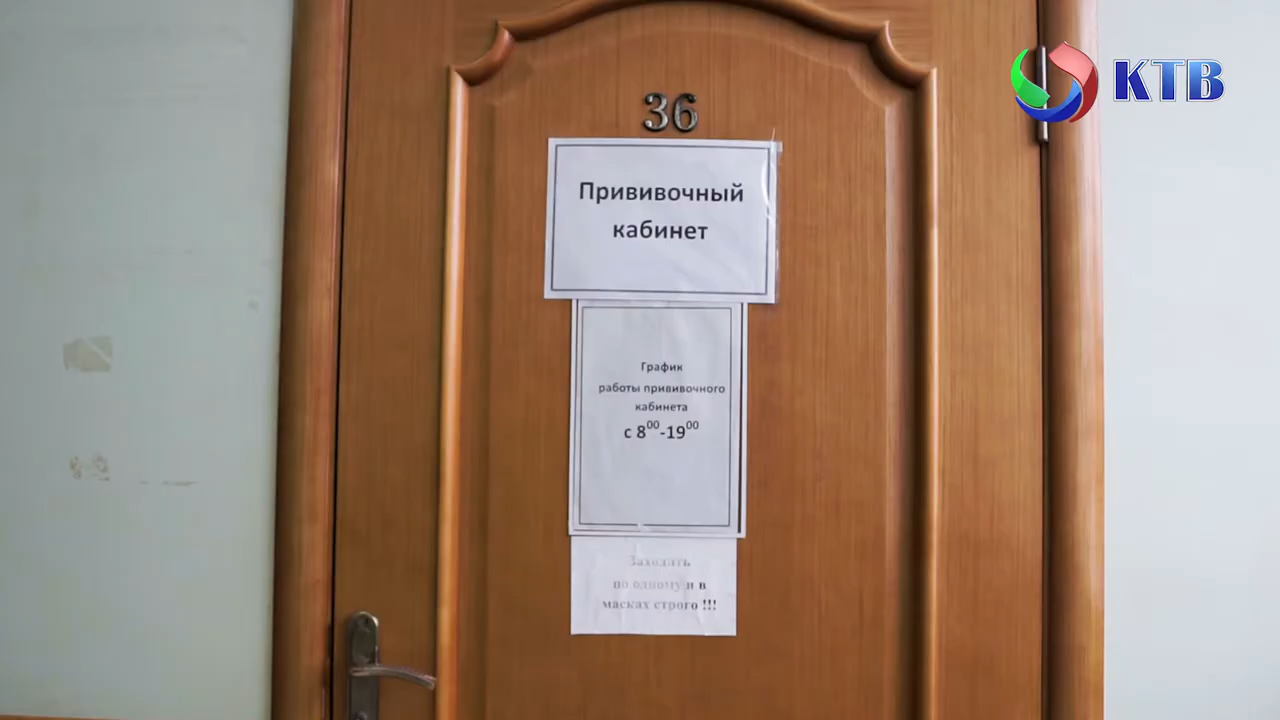 КТВ
36
Прививочный
кабинет
График
работы прививочного
кабинета
с 8⁰⁰-19⁰⁰
Заходить
по одному и в
масках строго !!!